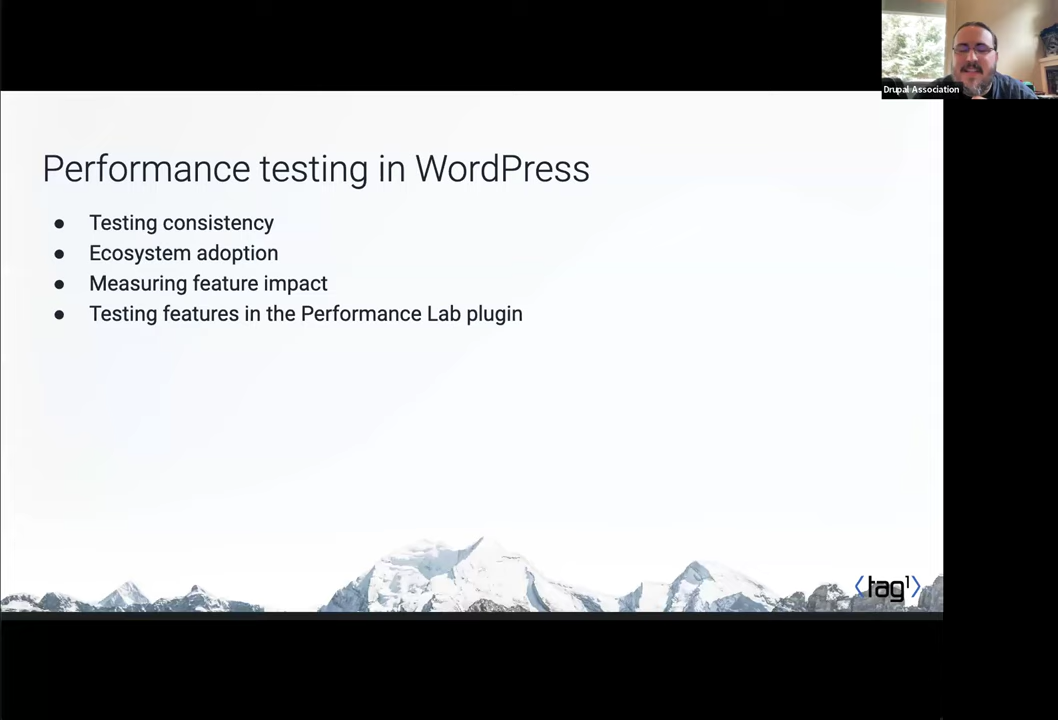 Drupal Association
Performance testing in WordPress
● Testing consistency
● Ecosystem adoption
● Measuring feature impact
● Testing features in the Performance Lab plugin
tag1